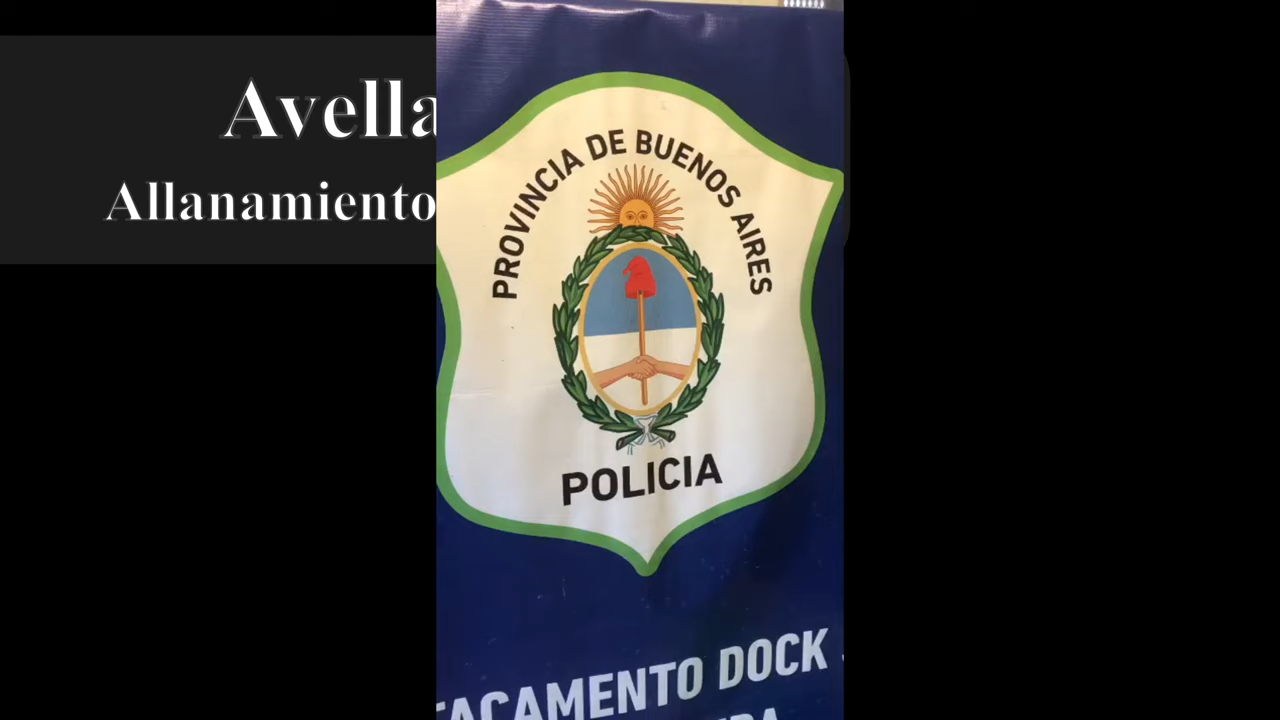 Avella
Allanamiento
PROVINCIA DE BUENOS AIRES
POLICIA
TACAMENTO DOCK